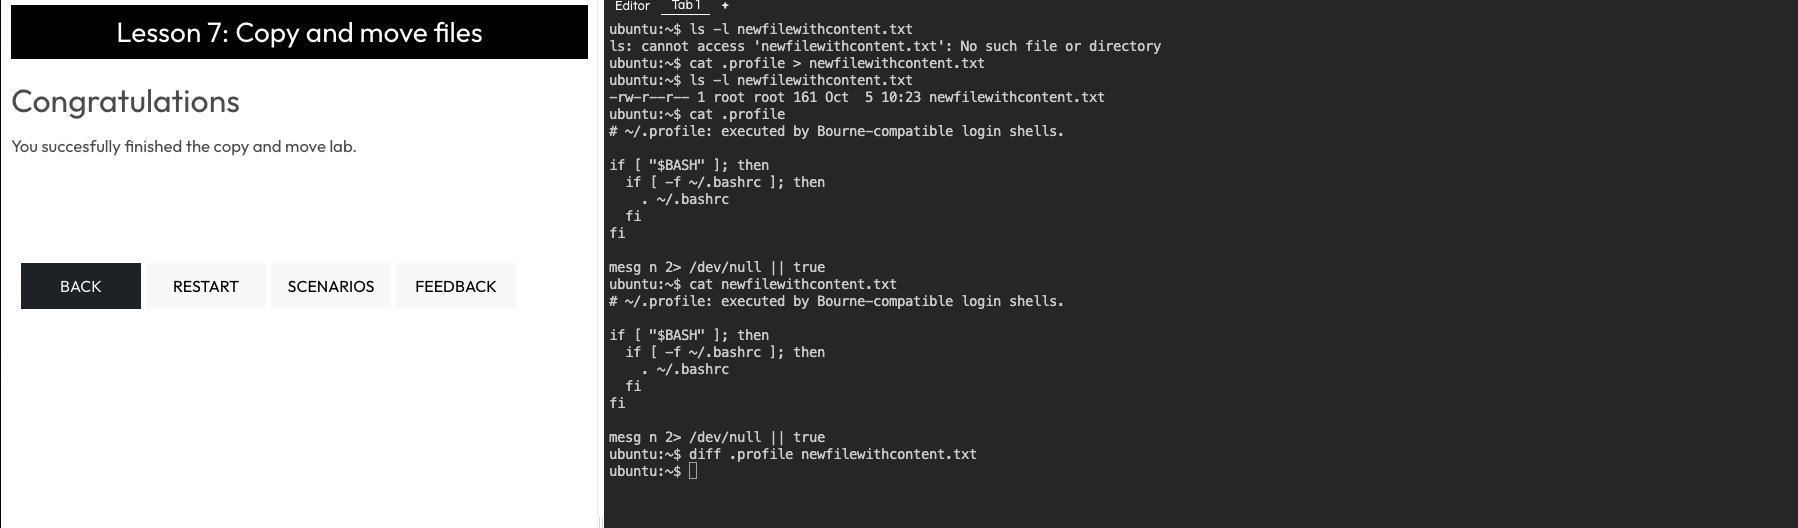 Lesson 7: Copy and move files
Congratulations
You succesfully finished the copy and move lab.
BACK
RESTART
SCENARIOS
FEEDBACK
Editor
Tab 1
+
ubuntu:~$ ls -l newfilewithcontent.txt
ls: cannot access 'newfilewithcontent.txt': No such file or directory
ubuntu:~$ cat .profile > newfilewithcontent.txt
ubuntu:~$ ls -l newfilewithcontent.txt
-rw-r--r-- 1 root root 161 Oct  5 10:23 newfilewithcontent.txt
ubuntu:~$ cat .profile
# ~/.profile: executed by Bourne-compatible login shells.

if [ "$BASH" ]; then
  if [ -f ~/.bashrc ]; then
    . ~/.bashrc
  fi
fi

mesg n 2> /dev/null || true
ubuntu:~$ cat newfilewithcontent.txt
# ~/.profile: executed by Bourne-compatible login shells.

if [ "$BASH" ]; then
  if [ -f ~/.bashrc ]; then
    . ~/.bashrc
  fi
fi

mesg n 2> /dev/null || true
ubuntu:~$ diff .profile newfilewithcontent.txt
ubuntu:~$